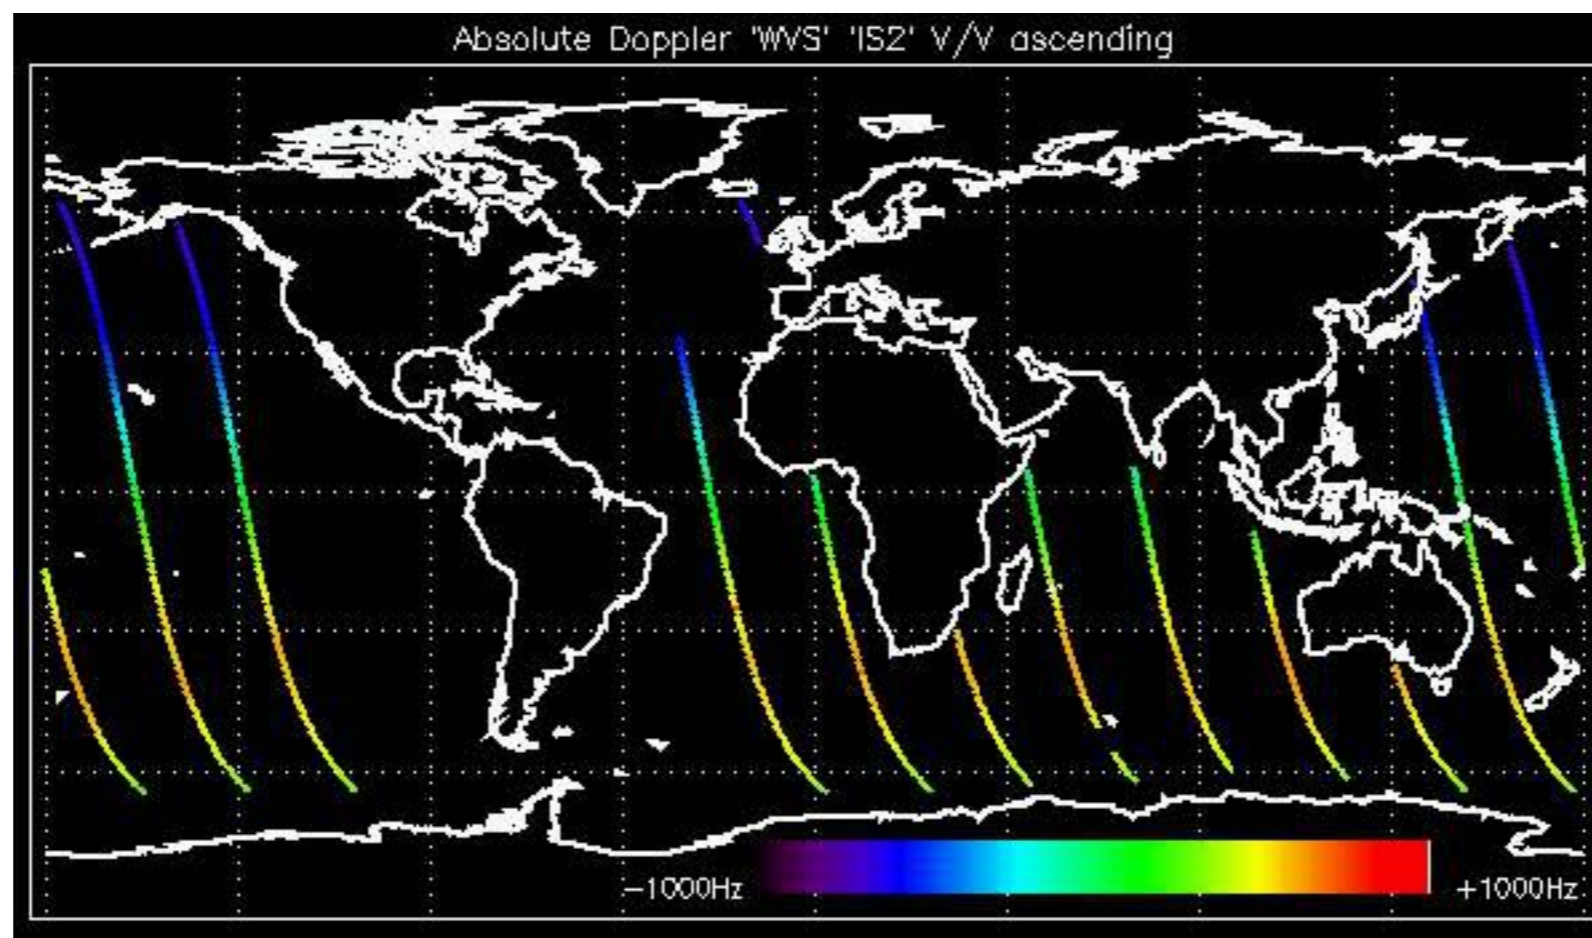 Absolute Doppler 'WVS' 'IS2' V/V ascending
-1000Hz +1000Hz